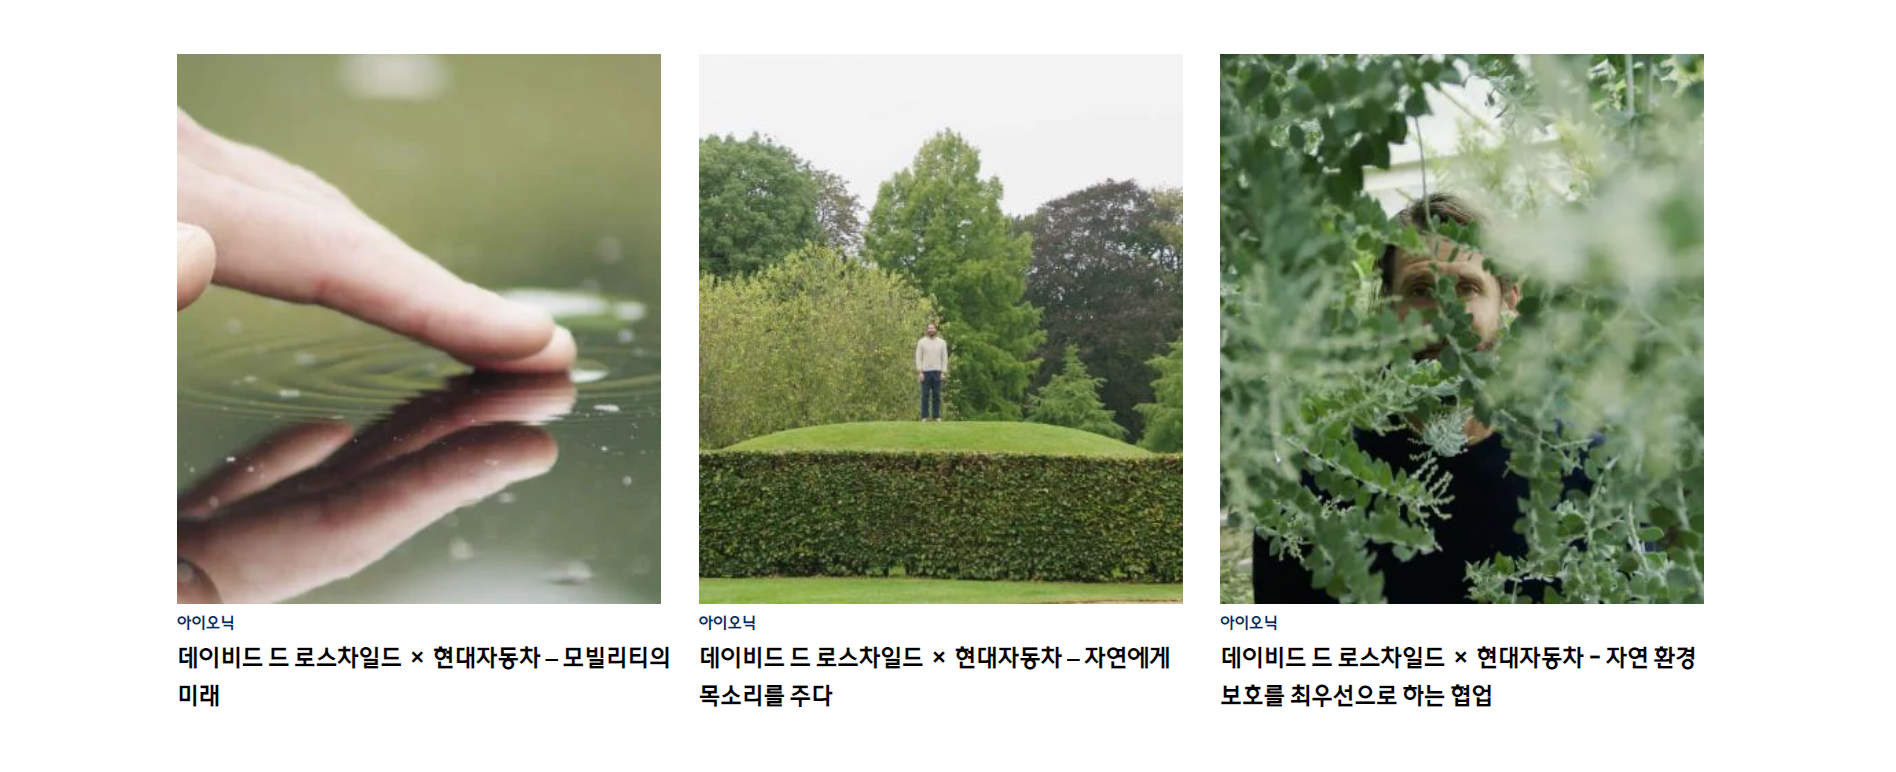 아이오닉
데이비드 드 로스차일드 × 현대자동차 – 모빌리티의
미래
아이오닉
데이비드 드 로스차일드 × 현대자동차 – 자연에게
목소리를 주다
아이오닉
데이비드 드 로스차일드 × 현대자동차 - 자연 환경
보호를 최우선으로 하는 협업